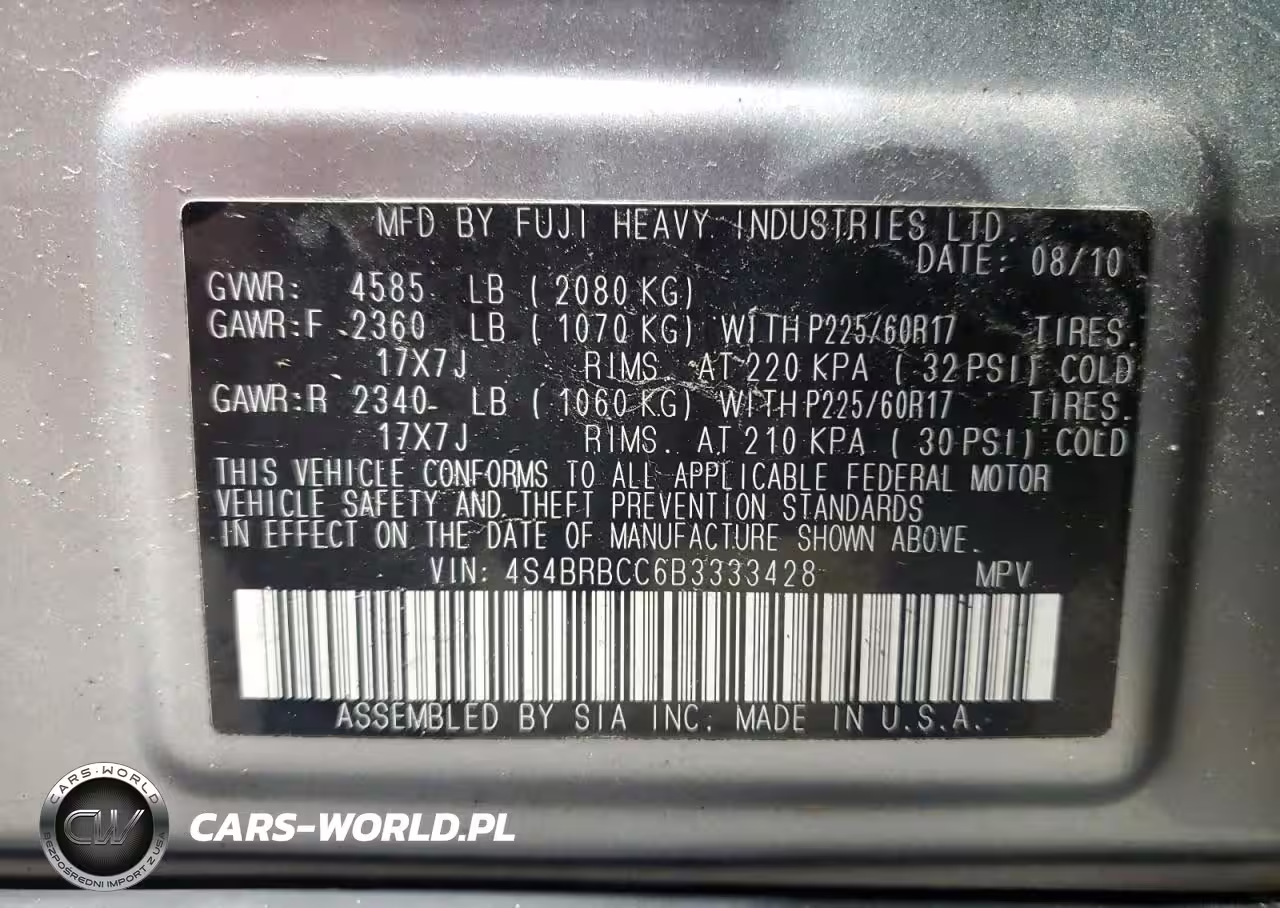 MFD BY FUJI HEAVY INDUSTRIES LTD.
DATE: 08/10
GVWR: 4585 LB ( 2080 KG)
GAWR:F 2360 LB ( 1070 KG) WITH P225/60R17 TIRES.
17X7J RIMS. AT 220 KPA ( 32 PSI) COLD
GAWR:R 2340 LB ( 1060 KG) WITH P225/60R17 TIRES.
17X7J RIMS. AT 210 KPA ( 30 PSI) COLD
THIS VEHICLE CONFORMS TO ALL APPLICABLE FEDERAL MOTOR
VEHICLE SAFETY AND THEFT PREVENTION STANDARDS
IN EFFECT ON THE DATE OF MANUFACTURE SHOWN ABOVE.
VIN: 4S4BRBCC6B3333428 MPV
ASSEMBLED BY SIA INC. MADE IN U.S.A.
CARS-WORLD
CW
BEZPOŚREDNI IMPORT Z USA
CARS-WORLD.PL